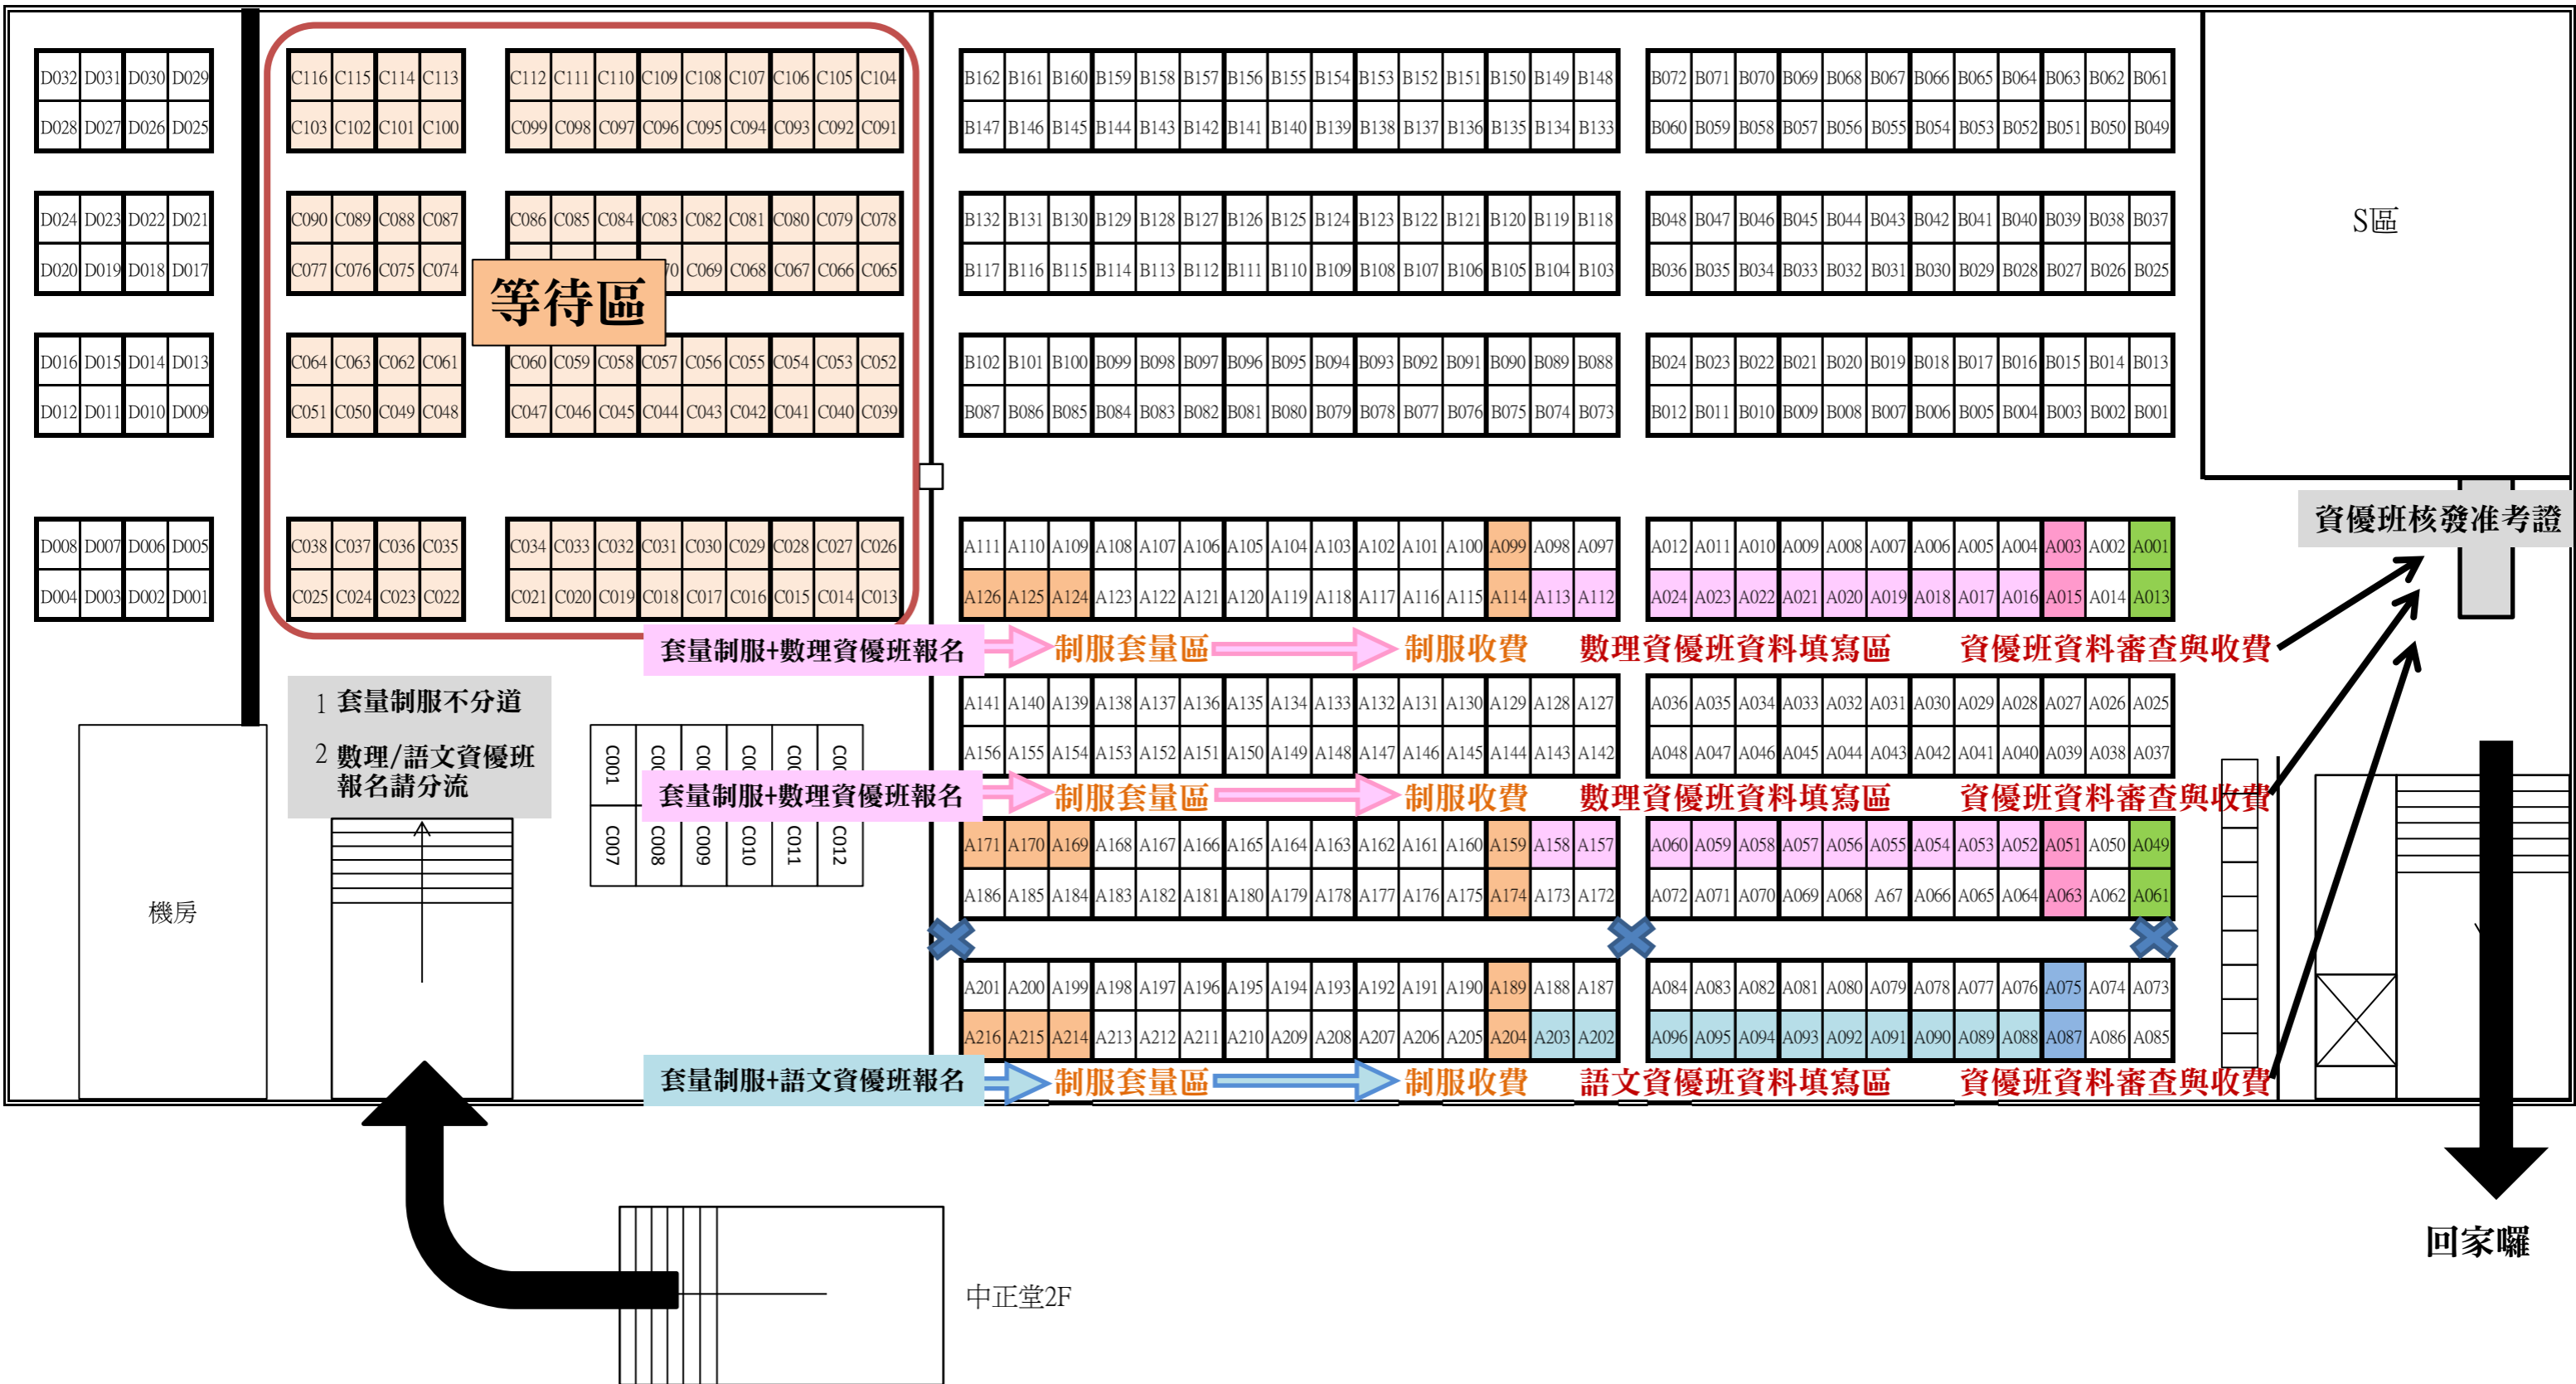 D032 D031 D030 D029 C116 C115 C114 C113 C112 C111 C110 C109 C108 C107 C106 C105 C104 B162 B161 B160 B159 B158 B157 B156 B155 B154 B153 B152 B151 B150 B149 B148 B072 B071 B070 B069 B068 B067 B066 B065 B064 B063 B062 B061
D028 D027 D026 D025 C103 C102 C101 C100 C099 C098 C097 C096 C095 C094 C093 C092 C091 B147 B146 B145 B144 B143 B142 B141 B140 B139 B138 B137 B136 B135 B134 B133 B060 B059 B058 B057 B056 B055 B054 B053 B052 B051 B050 B049
D024 D023 D022 D021 C090 C089 C088 C087 C086 C085 C084 C083 C082 C081 C080 C079 C078 B132 B131 B130 B129 B128 B127 B126 B125 B124 B123 B122 B121 B120 B119 B118 B048 B047 B046 B045 B044 B043 B042 B041 B040 B039 B038 B037
S區
D020 D019 D018 D017 C077 C076 C075 C074 C069 C068 C067 C066 C065 B117 B116 B115 B114 B113 B112 B111 B110 B109 B108 B107 B106 B105 B104 B103 B036 B035 B034 B033 B032 B031 B030 B029 B028 B027 B026 B025
等待區
D016 D015 D014 D013 C064 C063 C062 C061 C060 C059 C058 C057 C056 C055 C054 C053 C052 B102 B101 B100 B099 B098 B097 B096 B095 B094 B093 B092 B091 B090 B089 B088 B024 B023 B022 B021 B020 B019 B018 B017 B016 B015 B014 B013
D012 D011 D010 D009 C051 C050 C049 C048 C047 C046 C045 C044 C043 C042 C041 C040 C039 B087 B086 B085 B084 B083 B082 B081 B080 B079 B078 B077 B076 B075 B074 B073 B012 B011 B010 B009 B008 B007 B006 B005 B004 B003 B002 B001
資優班核發准考證
D008 D007 D006 D005 C038 C037 C036 C035 C034 C033 C032 C031 C030 C029 C028 C027 C026 A111 A110 A109 A108 A107 A106 A105 A104 A103 A102 A101 A100 A099 A098 A097 A012 A011 A010 A009 A008 A007 A006 A005 A004 A003 A002 A001
D004 D003 D002 D001 C025 C024 C023 C022 C021 C020 C019 C018 C017 C016 C015 C014 C013 A126 A125 A124 A123 A122 A121 A120 A119 A118 A117 A116 A115 A114 A113 A112 A024 A023 A022 A021 A020 A019 A018 A017 A016 A015 A014 A013
套量制服+數理資優班報名 制服套量區 制服收費 數理資優班資料填寫區 資優班資料審查與收費
1 套量制服不分道
2 數理/語文資優班
報名請分流
A141 A140 A139 A138 A137 A136 A135 A134 A133 A132 A131 A130 A129 A128 A127 A036 A035 A034 A033 A032 A031 A030 A029 A028 A027 A026 A025
C001
A156 A155 A154 A153 A152 A151 A150 A149 A148 A147 A146 A145 A144 A143 A142 A048 A047 A046 A045 A044 A043 A042 A041 A040 A039 A038 A037
套量制服+數理資優班報名 制服套量區 制服收費 數理資優班資料填寫區 資優班資料審查與收費
C007 C008 C009 C010 C011 C012
A171 A170 A169 A168 A167 A166 A165 A164 A163 A162 A161 A160 A159 A158 A157 A060 A059 A058 A057 A056 A055 A054 A053 A052 A051 A050 A049
A186 A185 A184 A183 A182 A181 A180 A179 A178 A177 A176 A175 A174 A173 A172 A072 A071 A070 A069 A068 A67 A066 A065 A064 A063 A062 A061
機房
A201 A200 A199 A198 A197 A196 A195 A194 A193 A192 A191 A190 A189 A188 A187 A084 A083 A082 A081 A080 A079 A078 A077 A076 A075 A074 A073
A216 A215 A214 A213 A212 A211 A210 A209 A208 A207 A206 A205 A204 A203 A202 A096 A095 A094 A093 A092 A091 A090 A089 A088 A087 A086 A085
套量制服+語文資優班報名 制服套量區 制服收費 語文資優班資料填寫區 資優班資料審查與收費
回家囉
中正堂2F